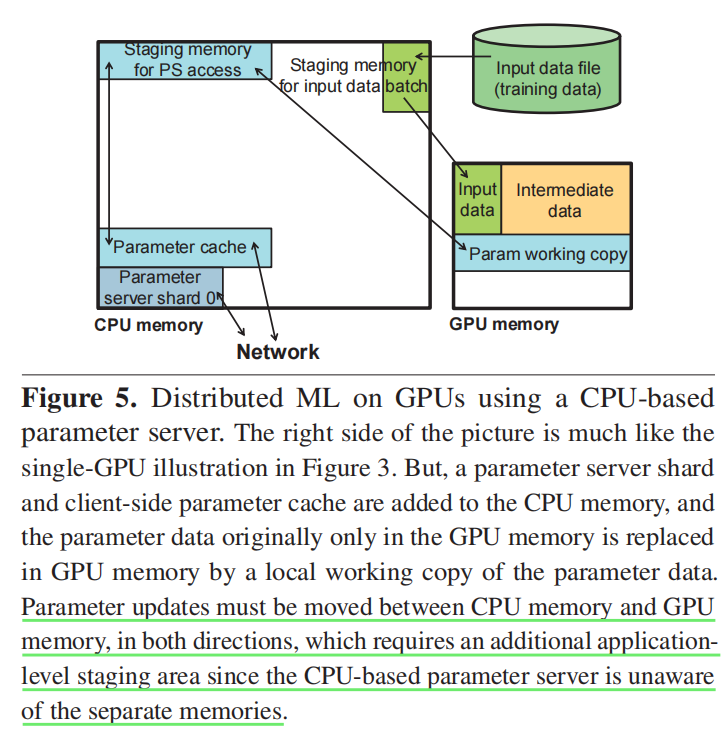 Staging memory
for PS access
Staging memory
for input data batch
Input data file
(training data)
Input
data
Intermediate
data
Parameter cache
Param working copy
Parameter
server shard 0
CPU memory
GPU memory
Network
Figure 5. Distributed ML on GPUs using a CPU-based
parameter server. The right side of the picture is much like the
single-GPU illustration in Figure 3. But, a parameter server shard
and client-side parameter cache are added to the CPU memory, and
the parameter data originally only in the GPU memory is replaced
in GPU memory by a local working copy of the parameter data.
Parameter updates must be moved between CPU memory and GPU
memory, in both directions, which requires an additional application-
level staging area since the CPU-based parameter server is unaware
of the separate memories.